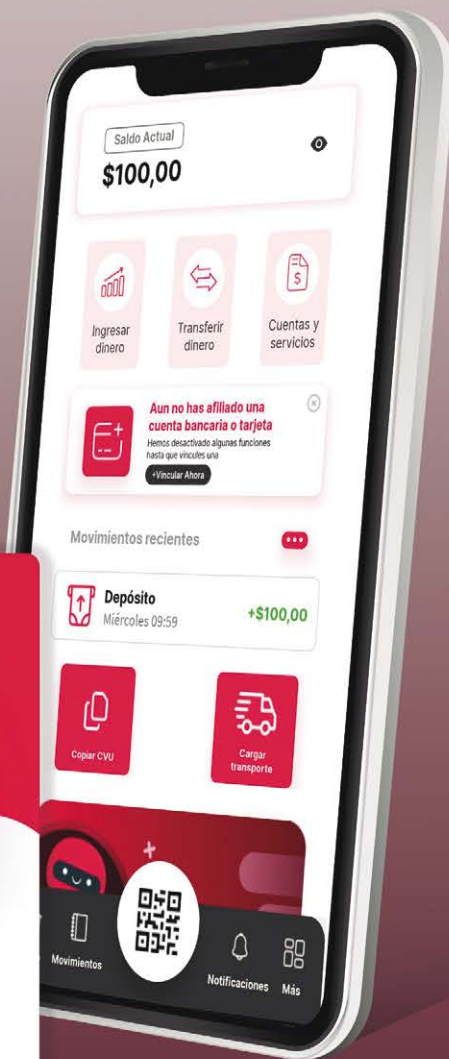 Saldo Actual
$100,00
Ingresar
dinero
Transferir
dinero
Cuentas y
servicios
Aun no has afiliado una
cuenta bancaria o tarjeta
Hemos desactivado algunas funciones
hasta que vincules una
+Vincular Ahora
Movimientos recientes
Depósito
Miércoles 09:59
+$100,00
Copiar CVU
Cargar
transporte
Movimientos
Notificaciones
Más